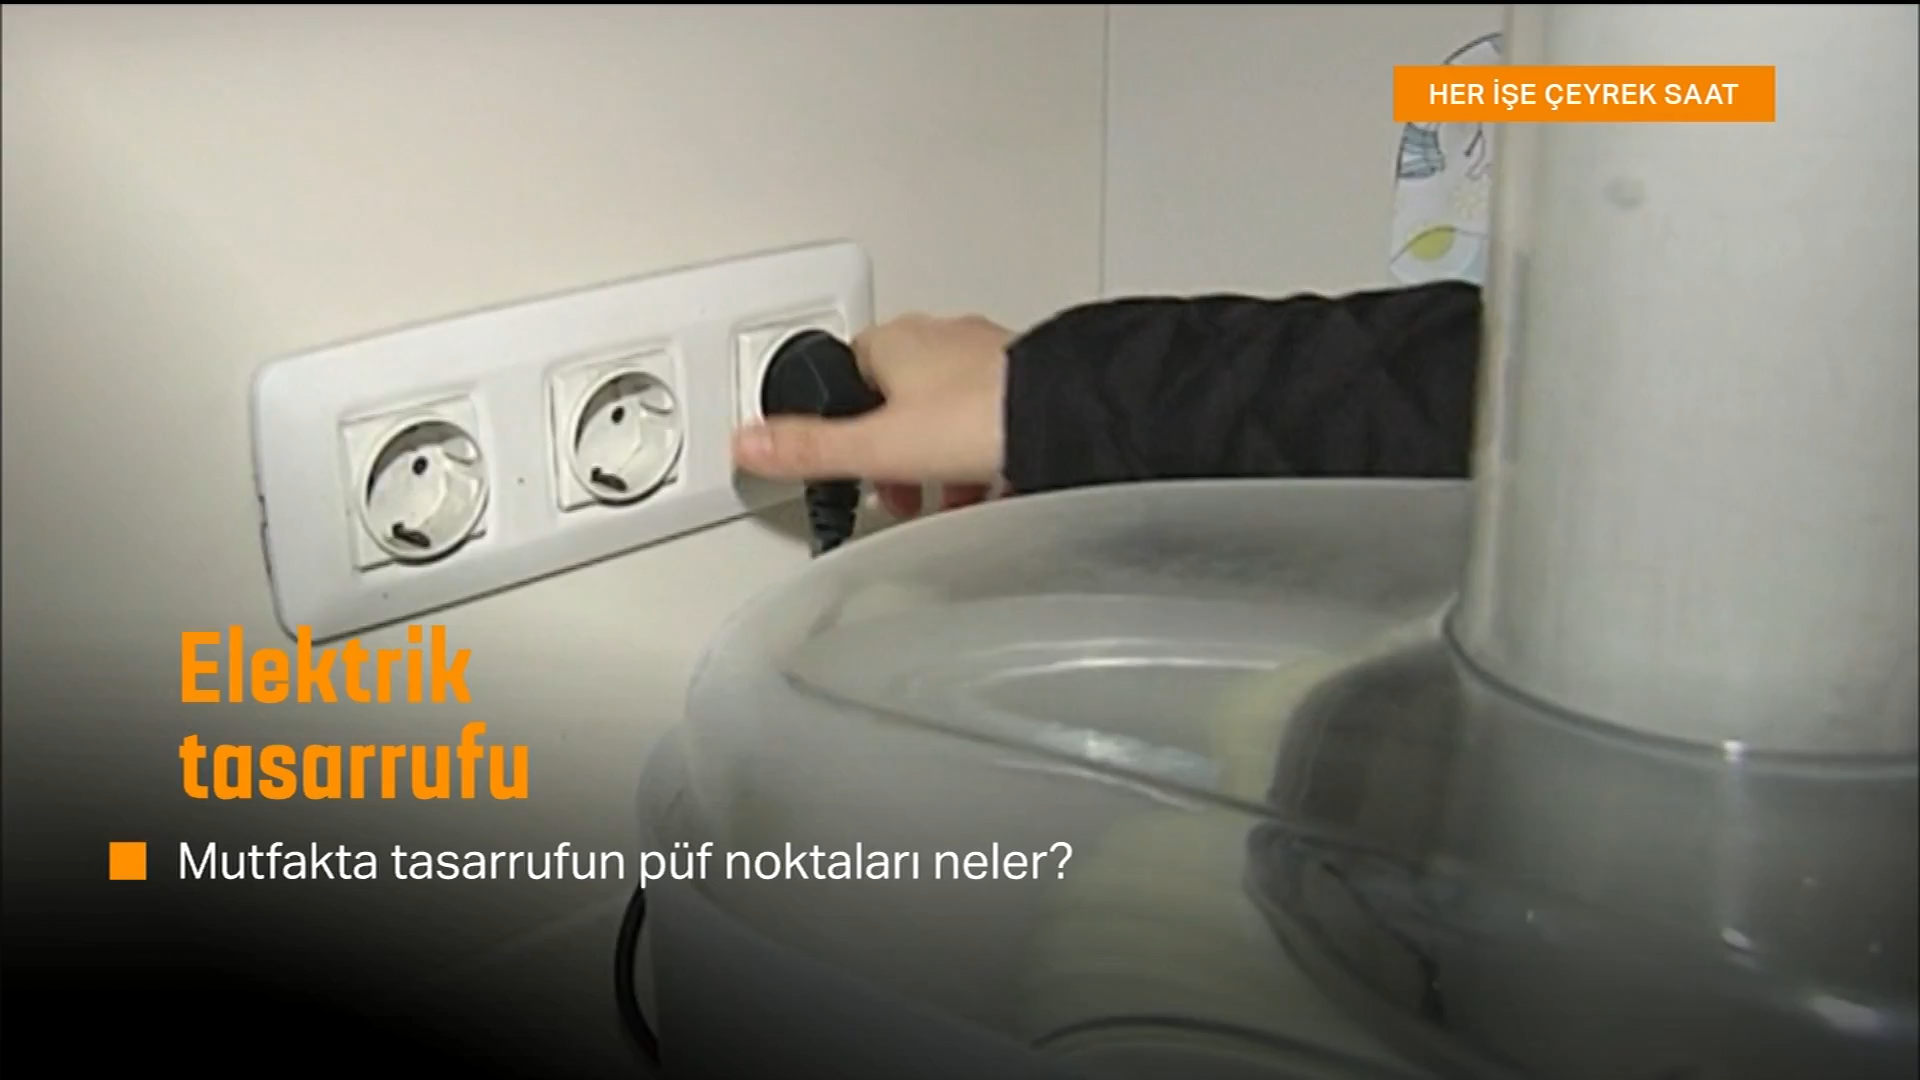 HER İŞE ÇEYREK SAAT
Elektrik
tasarrufu
Mutfakta tasarrufun püf noktaları neler?